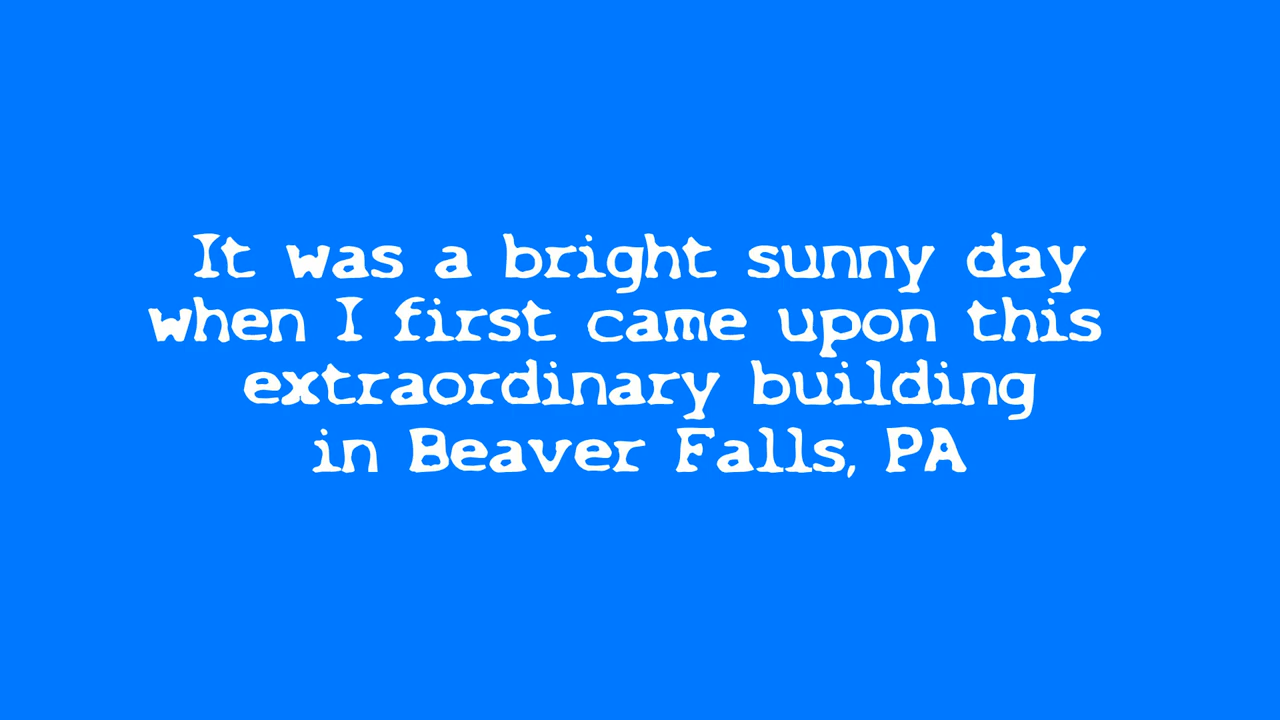 It was a bright sunny day
when I first came upon this
extraordinary building
in Beaver Falls, PA